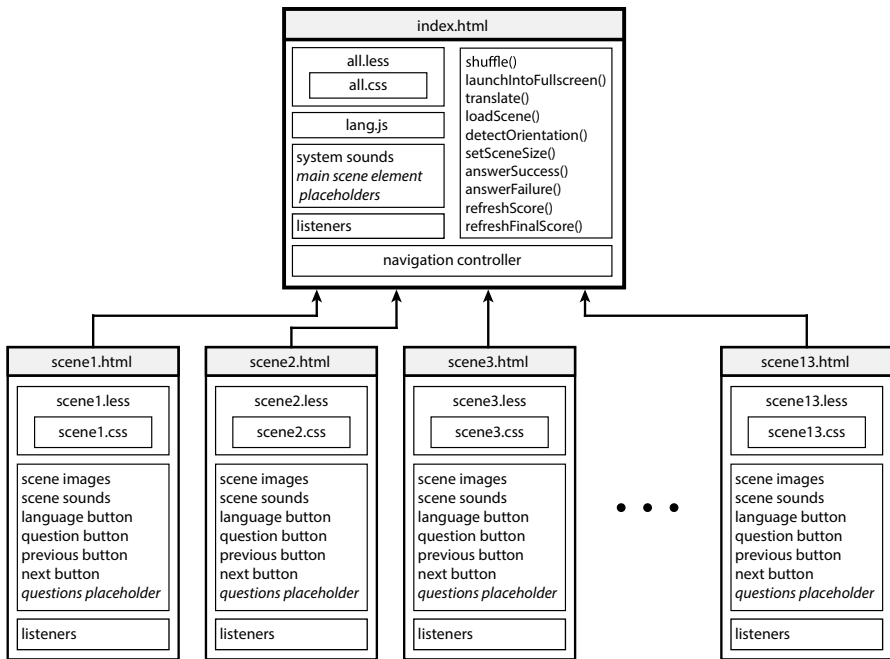 index.html
all.less
all.css
lang.js
system sounds
main scene element
placeholders
listeners
shuffle()
launchIntoFullscreen()
translate()
loadScene()
detectOrientation()
setSceneSize()
answerSuccess()
answerFailure()
refreshScore()
refreshFinalScore()
navigation controller
scene1.html
scene1.less
scene1.css
scene images
scene sounds
language button
question button
previous button
next button
questions placeholder
listeners
scene2.html
scene2.less
scene2.css
scene images
scene sounds
language button
question button
previous button
next button
questions placeholder
listeners
scene3.html
scene3.less
scene3.css
scene images
scene sounds
language button
question button
previous button
next button
questions placeholder
listeners
• • •
scene13.html
scene13.less
scene13.css
scene images
scene sounds
language button
question button
previous button
next button
questions placeholder
listeners